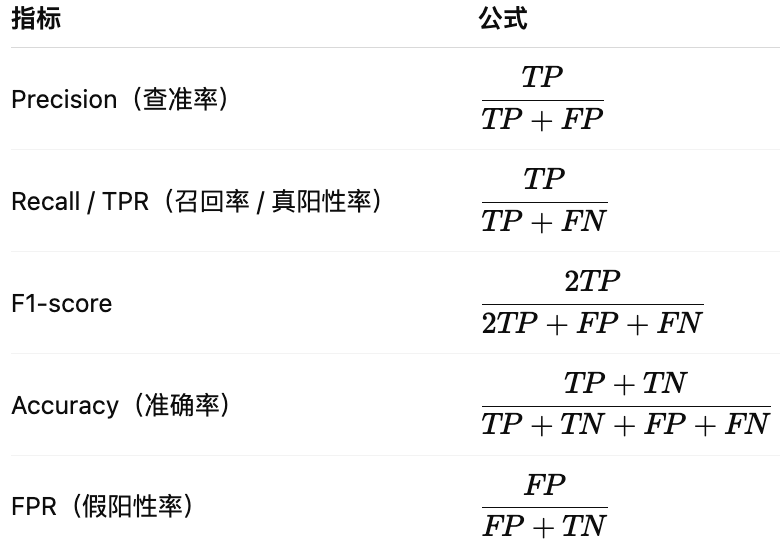 指标 公式
Precision（查准率） \frac{TP}{TP + FP}
Recall / TPR（召回率 / 真阳性率） \frac{TP}{TP + FN}
F1-score \frac{2TP}{2TP + FP + FN}
Accuracy（准确率） \frac{TP + TN}{TP + TN + FP + FN}
FPR（假阳性率） \frac{FP}{FP + TN}